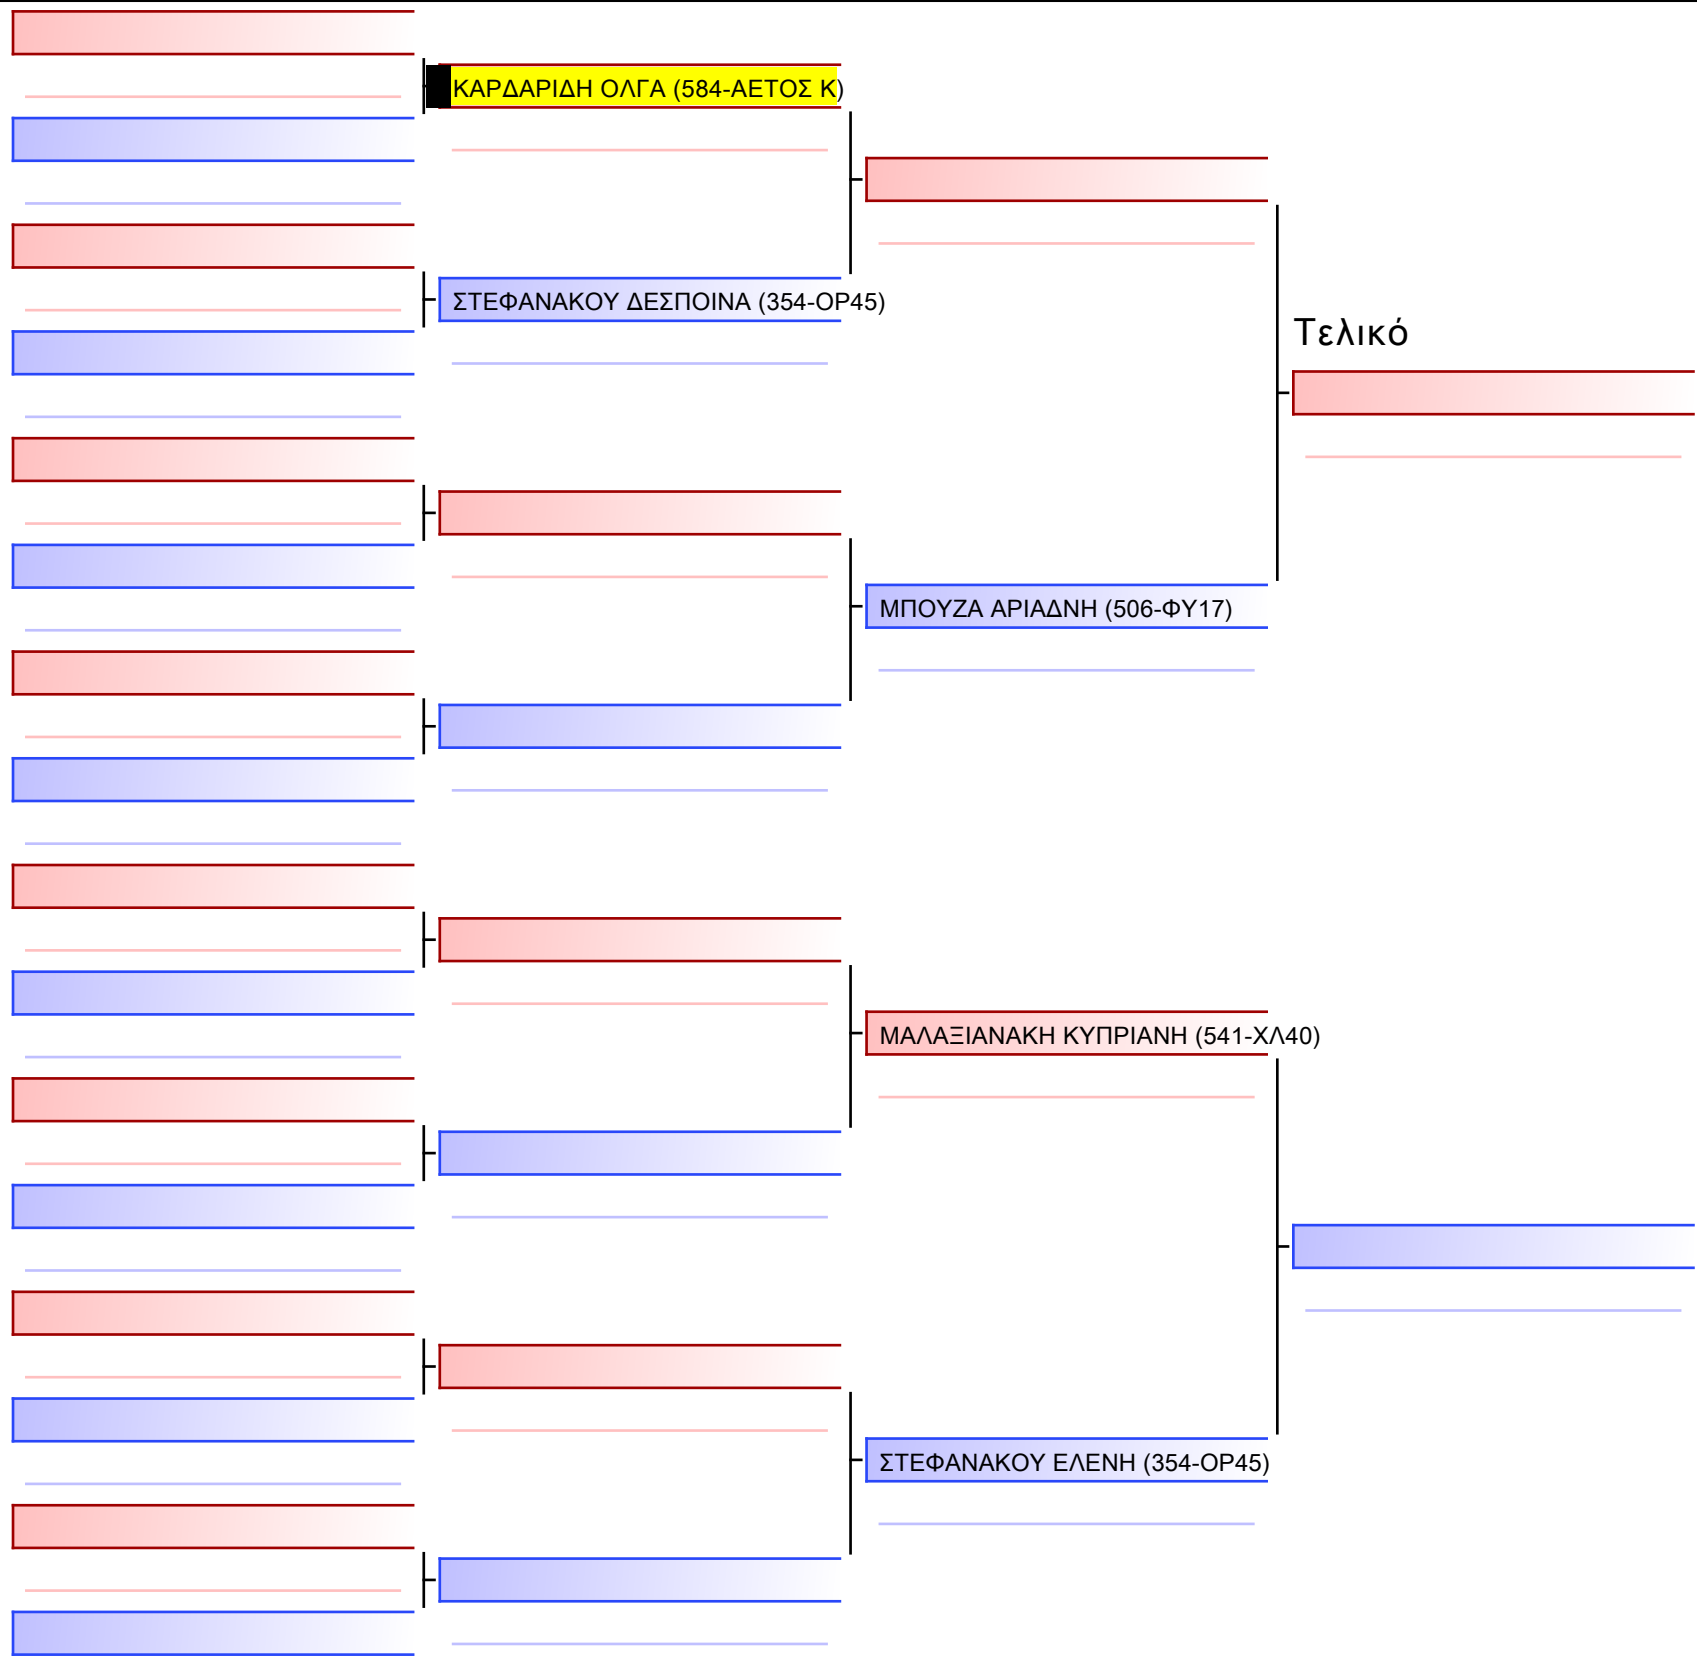 ΚΑΡΔΑΡΙΔΗ ΟΛΓΑ (584-ΑΕΤΟΣ Κ)
ΣΤΕΦΑΝΑΚΟΥ ΔΕΣΠΟΙΝΑ (354-ΟΡ45)
Τελικό
ΜΠΟΥΖΑ ΑΡΙΑΔΝΗ (506-ΦΥ17)
ΜΑΛΑΞΙΑΝΑΚΗ ΚΥΠΡΙΑΝΗ (541-ΧΛ40)
ΣΤΕΦΑΝΑΚΟΥ ΕΛΕΝΗ (354-ΟΡ45)